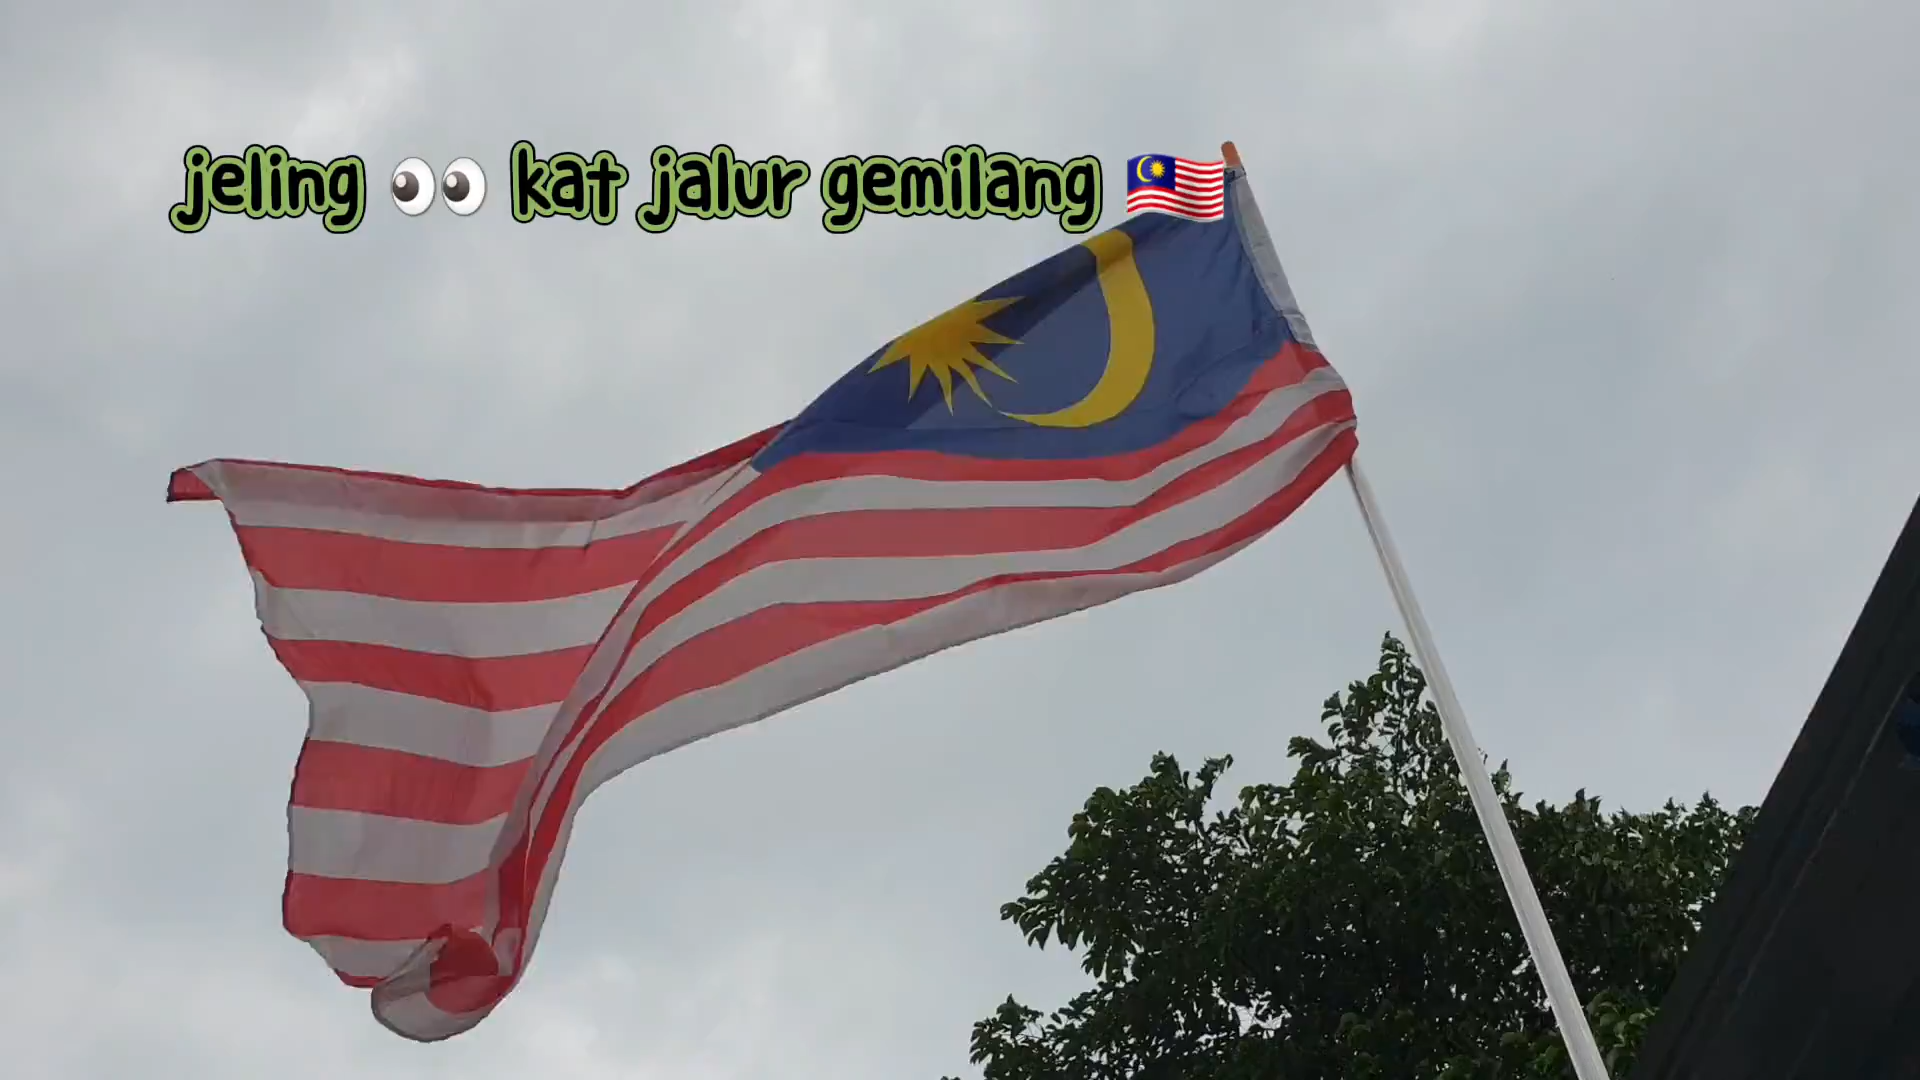 jeling 👀 kat jalur gemilang 🇲🇾